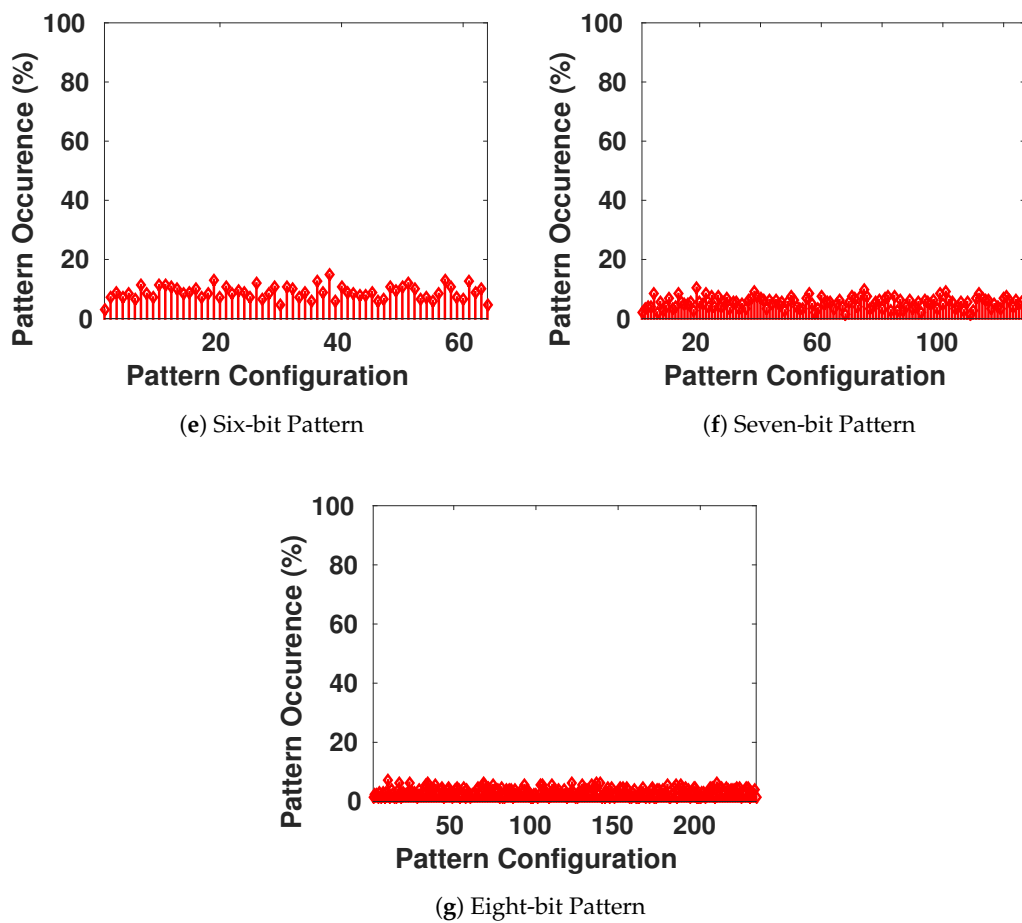 100
80
60
40
20
0
Pattern Occurence (%)
20 40 60
Pattern Configuration
(e) Six-bit Pattern
100
80
60
40
20
0
Pattern Occurence (%)
20 60 100
Pattern Configuration
(f) Seven-bit Pattern
100
80
60
40
20
0
Pattern Occurence (%)
50 100 150 200
Pattern Configuration
(g) Eight-bit Pattern